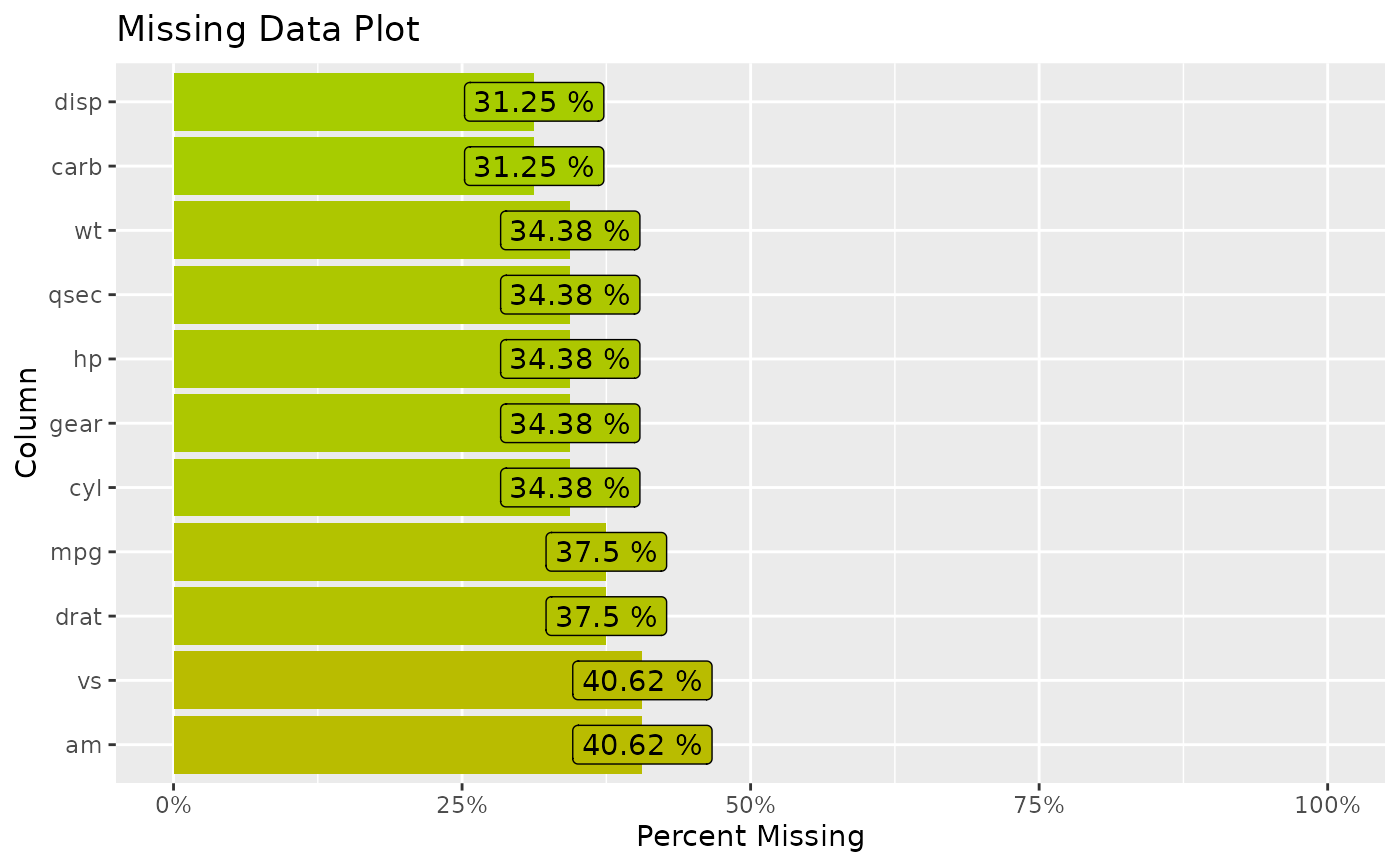 Missing Data Plot
disp 31.25 %
carb 31.25 %
wt 34.38 %
qsec 34.38 %
hp 34.38 %
gear 34.38 %
cyl 34.38 %
mpg 37.5 %
drat 37.5 %
vs 40.62 %
am 40.62 %
Column
0% 25% 50% 75% 100%
Percent Missing